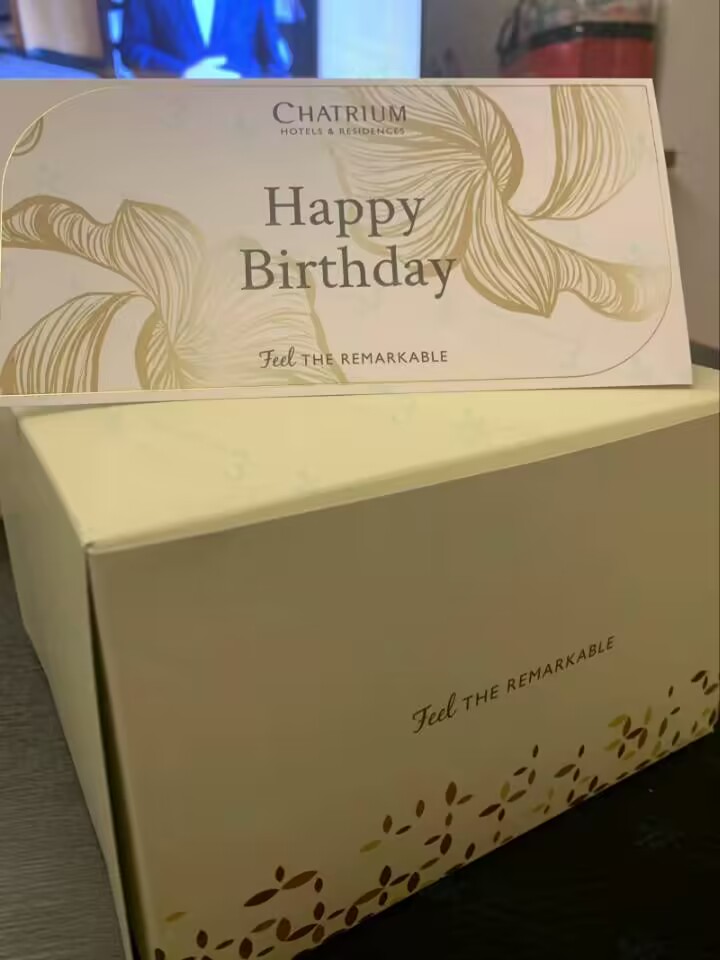 CHATRIUM
HOTELS & RESIDENCES
Happy
Birthday
Feel THE REMARKABLE
Feel THE REMARKABLE